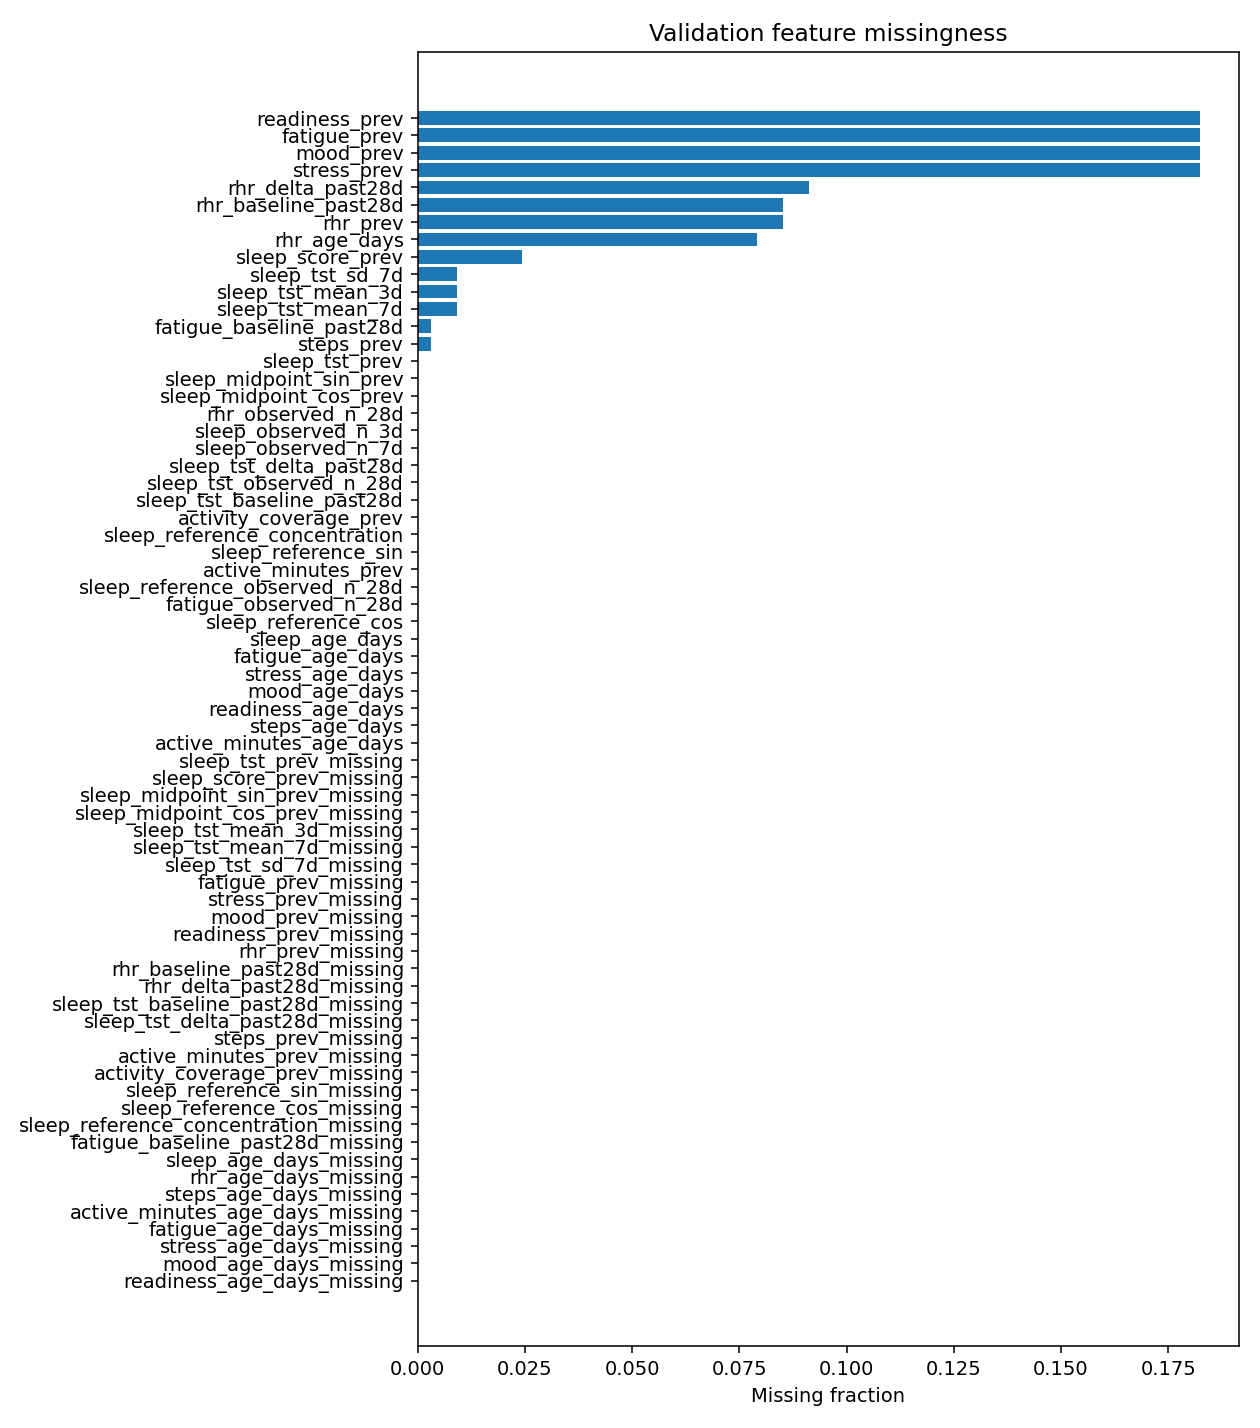 Validation feature missingness
readiness_prev
fatigue_prev
mood_prev
stress_prev
rhr_delta_past28d
rhr_baseline_past28d
rhr_prev
rhr_age_days
sleep_score_prev
sleep_tst_sd_7d
sleep_tst_mean_3d
sleep_tst_mean_7d
fatigue_baseline_past28d
steps_prev
sleep_tst_prev
sleep_midpoint_sin_prev
sleep_midpoint_cos_prev
rhr_observed_n_28d
sleep_observed_n_3d
sleep_observed_n_7d
sleep_tst_delta_past28d
sleep_tst_observed_n_28d
sleep_tst_baseline_past28d
activity_coverage_prev
sleep_reference_concentration
sleep_reference_sin
active_minutes_prev
sleep_reference_observed_n_28d
fatigue_observed_n_28d
sleep_reference_cos
sleep_age_days
fatigue_age_days
stress_age_days
mood_age_days
readiness_age_days
steps_age_days
active_minutes_age_days
sleep_tst_prev_missing
sleep_score_prev_missing
sleep_midpoint_sin_prev_missing
sleep_midpoint_cos_prev_missing
sleep_tst_mean_3d_missing
sleep_tst_mean_7d_missing
sleep_tst_sd_7d_missing
fatigue_prev_missing
stress_prev_missing
mood_prev_missing
readiness_prev_missing
rhr_prev_missing
rhr_baseline_past28d_missing
rhr_delta_past28d_missing
sleep_tst_baseline_past28d_missing
sleep_tst_delta_past28d_missing
steps_prev_missing
active_minutes_prev_missing
activity_coverage_prev_missing
sleep_reference_sin_missing
sleep_reference_cos_missing
sleep_reference_concentration_missing
fatigue_baseline_past28d_missing
sleep_age_days_missing
rhr_age_days_missing
steps_age_days_missing
active_minutes_age_days_missing
fatigue_age_days_missing
stress_age_days_missing
mood_age_days_missing
readiness_age_days_missing
0.000 0.025 0.050 0.075 0.100 0.125 0.150 0.175
Missing fraction